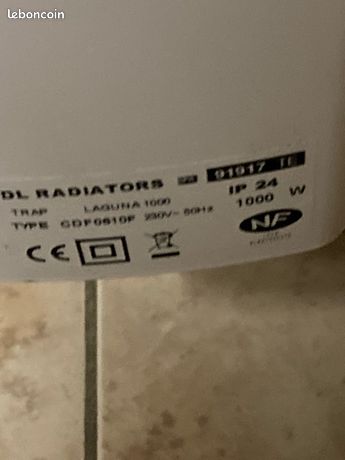 leboncoin
DL RADIATORS 91917 TE
TRAP LAGUNA 1000 IP 24
TYPE CDF0610F 230V~ 50Hz 1000 W
CE NF